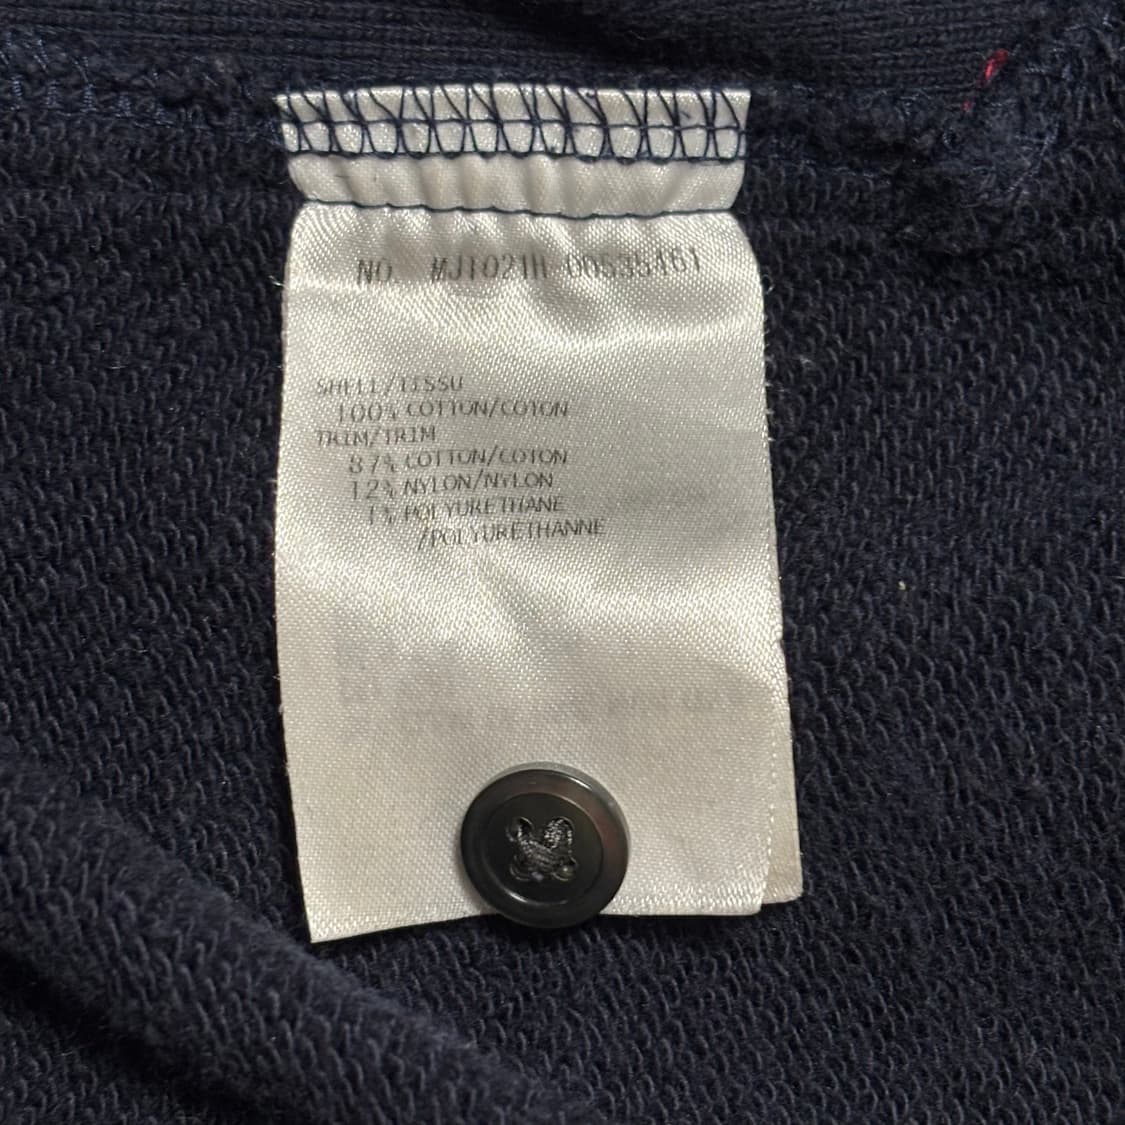 NO. MJ1021H 00535461
SHELL/TISSU
100% COTTON/COTON
TRIM/TRIM
87% COTTON/COTON
12% NYLON/NYLON
1% POLYURETHANE
/POLYURETHANNE